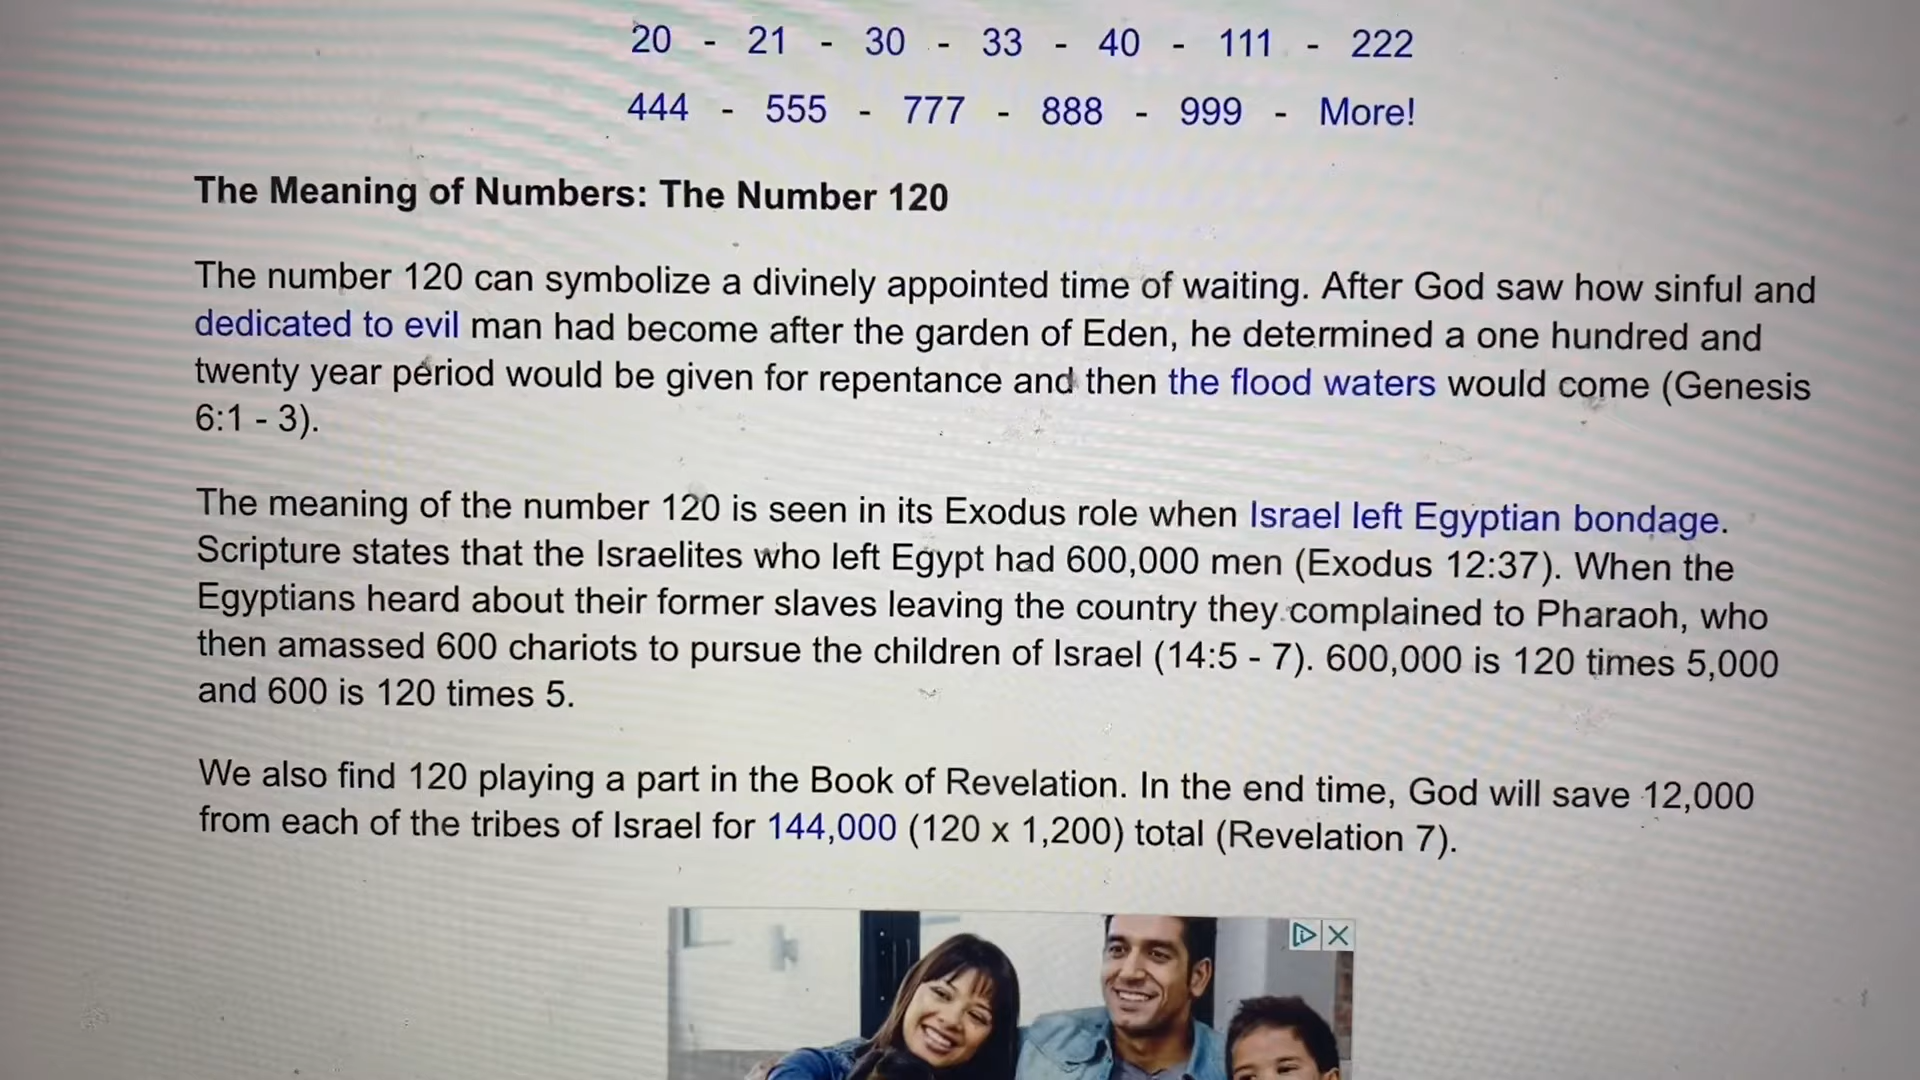 20 - 21 - 30 - 33 - 40 - 111 - 222
444 - 555 - 777 - 888 - 999 - More!
The Meaning of Numbers: The Number 120
The number 120 can symbolize a divinely appointed time of waiting. After God saw how sinful and
dedicated to evil man had become after the garden of Eden, he determined a one hundred and
twenty year period would be given for repentance and then the flood waters would come (Genesis
6:1 - 3).
The meaning of the number 120 is seen in its Exodus role when Israel left Egyptian bondage.
Scripture states that the Israelites who left Egypt had 600,000 men (Exodus 12:37). When the
Egyptians heard about their former slaves leaving the country they complained to Pharaoh, who
then amassed 600 chariots to pursue the children of Israel (14:5 - 7). 600,000 is 120 times 5,000
and 600 is 120 times 5.
We also find 120 playing a part in the Book of Revelation. In the end time, God will save 12,000
from each of the tribes of Israel for 144,000 (120 x 1,200) total (Revelation 7).